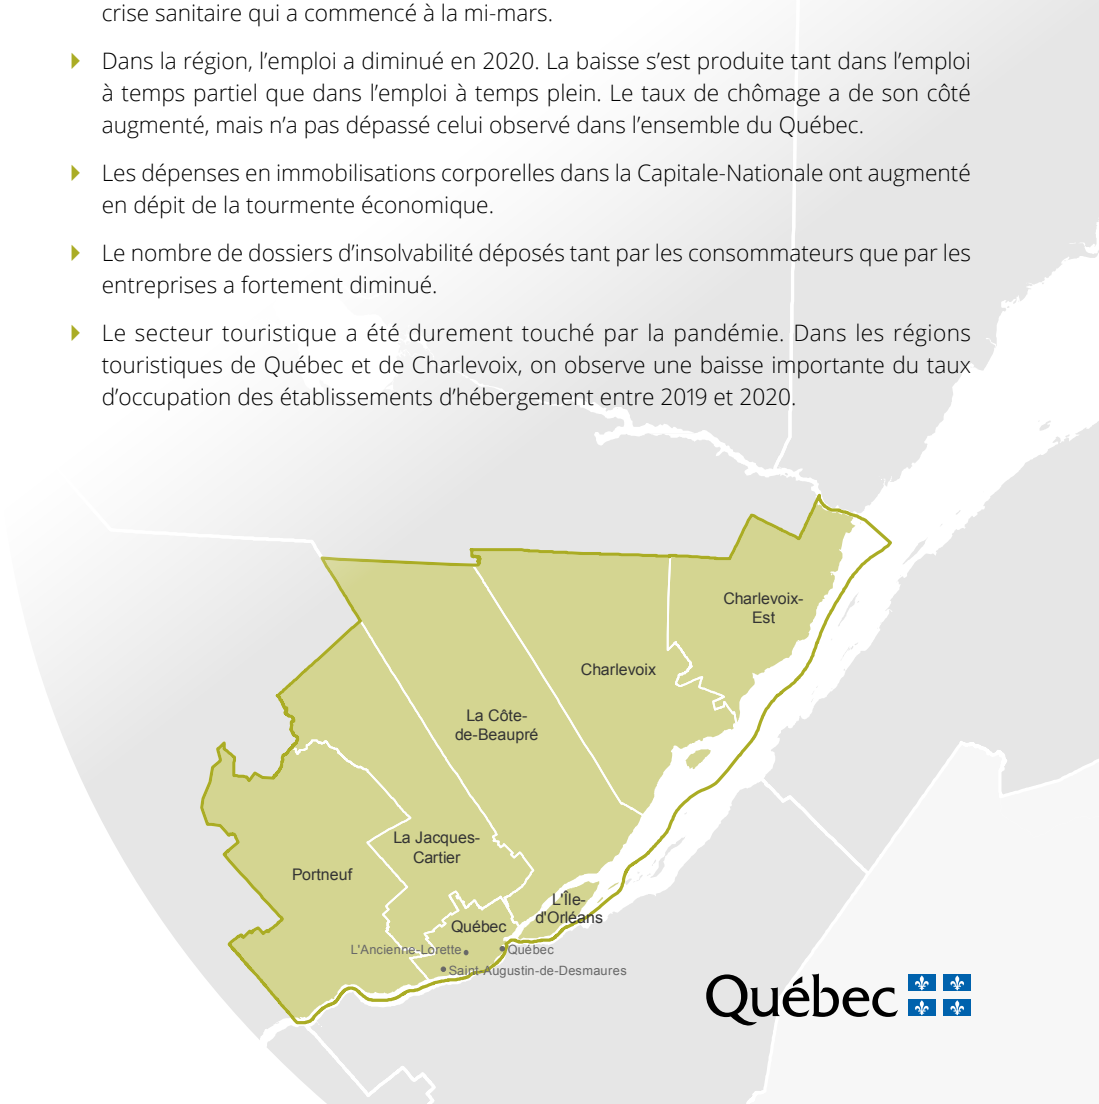 crise sanitaire qui a commencé à la mi-mars.
Dans la région, l’emploi a diminué en 2020. La baisse s’est produite tant dans l’emploi
à temps partiel que dans l’emploi à temps plein. Le taux de chômage a de son côté
augmenté, mais n’a pas dépassé celui observé dans l’ensemble du Québec.
Les dépenses en immobilisations corporelles dans la Capitale-Nationale ont augmenté
en dépit de la tourmente économique.
Le nombre de dossiers d’insolvabilité déposés tant par les consommateurs que par les
entreprises a fortement diminué.
Le secteur touristique a été durement touché par la pandémie. Dans les régions
touristiques de Québec et de Charlevoix, on observe une baisse importante du taux
d’occupation des établissements d’hébergement entre 2019 et 2020.
Charlevoix-
Est
Charlevoix
La Côte-
de-Beaupré
La Jacques-
Cartier
Portneuf
L'Île-
d'Orléans
Québec
L'Ancienne-Lorette
Québec
Saint-Augustin-de-Desmaures
Québec